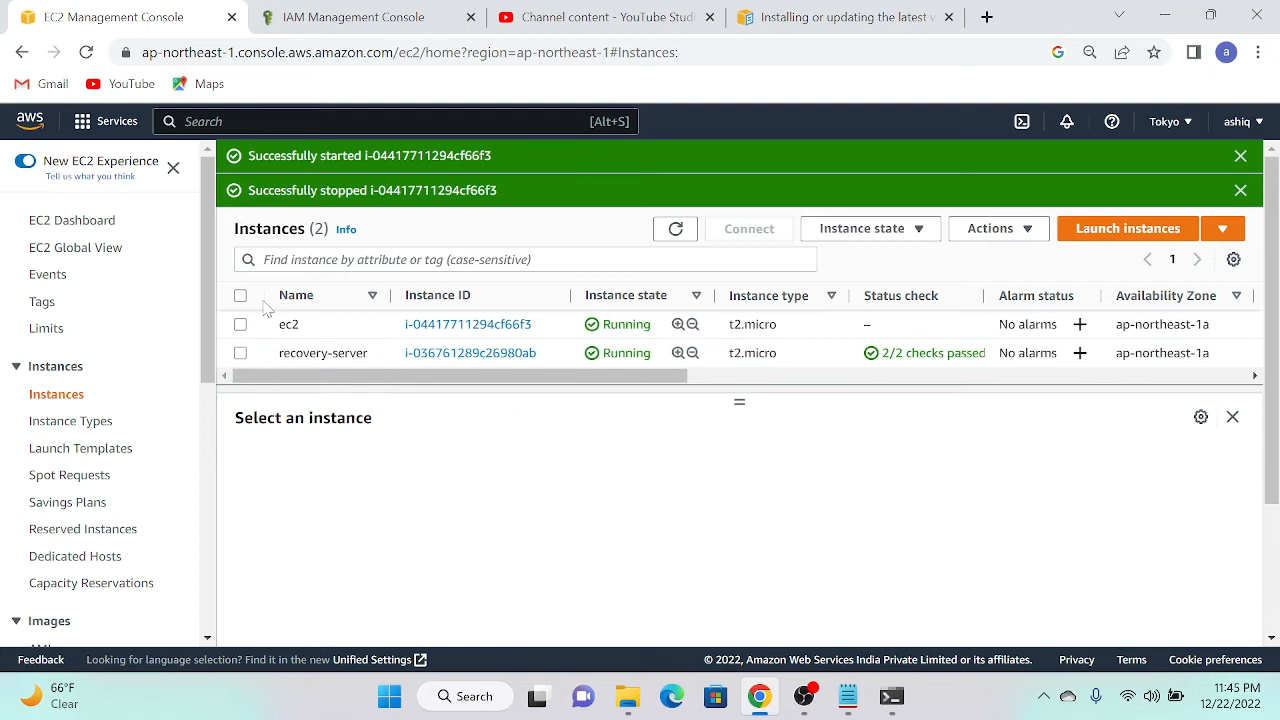 EC2 Management Console
IAM Management Console
Channel content - YouTube Studi
Installing or updating the latest v
ap-northeast-1.console.aws.amazon.com/ec2/home?region=ap-northeast-1#Instances:
a
Gmail
YouTube
Maps
aws
Services
Search
[Alt+S]
Tokyo
ashiq
New EC2 Experience
Tell us what you think
Successfully started i-04417711294cf66f3
Successfully stopped i-04417711294cf66f3
EC2 Dashboard
EC2 Global View
Events
Tags
Limits
Instances
Instances
Instance Types
Launch Templates
Spot Requests
Savings Plans
Reserved Instances
Dedicated Hosts
Capacity Reservations
Images
Instances (2) Info
Connect
Instance state
Actions
Launch instances
Find instance by attribute or tag (case-sensitive)
1
Name Instance ID Instance state Instance type Status check Alarm status Availability Zone
ec2 i-04417711294cf66f3 Running t2.micro – No alarms + ap-northeast-1a
recovery-server i-036761289c26980ab Running t2.micro 2/2 checks passed No alarms + ap-northeast-1a
Select an instance
Feedback
Looking for language selection? Find it in the new Unified Settings
© 2022, Amazon Web Services India Private Limited or its affiliates.
Privacy
Terms
Cookie preferences
66°F
Clear
Search
11:45 PM
12/22/2022